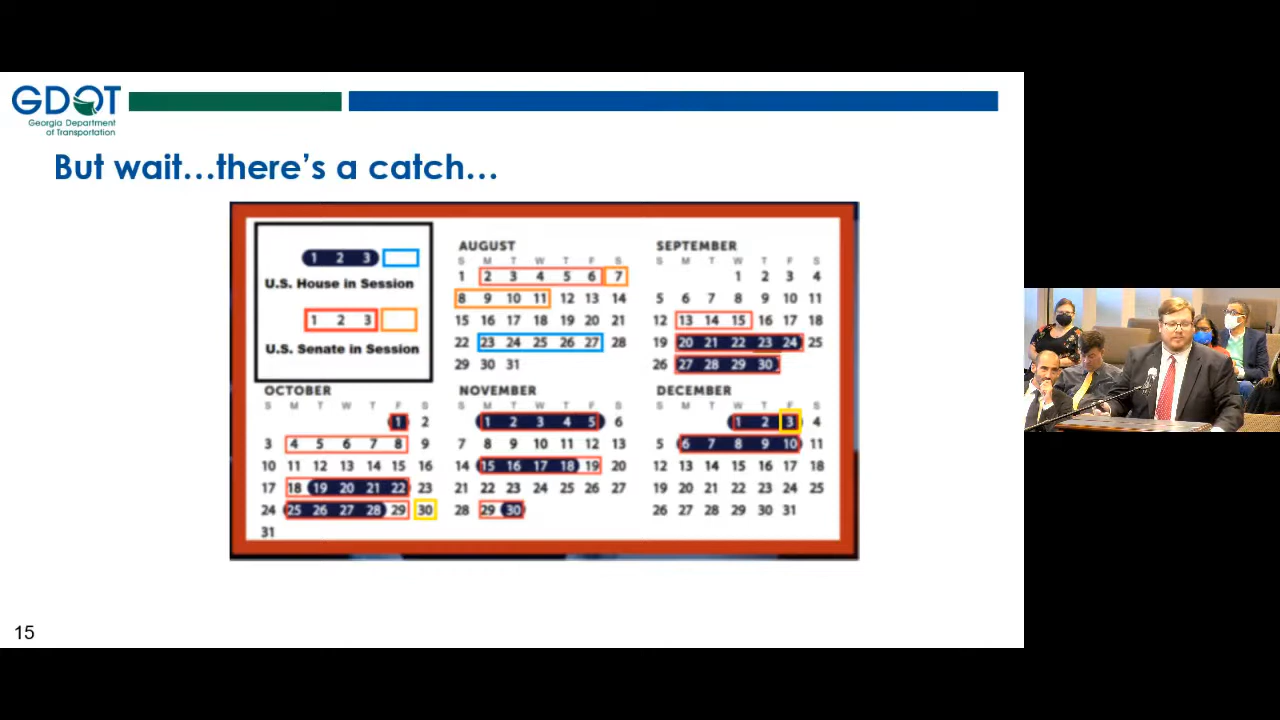 GDOT
Georgia Department
of Transportation
But wait...there's a catch...
1 2 3
U.S. House in Session
1 2 3
U.S. Senate in Session
AUGUST
S M T W T F S
1 2 3 4 5 6 7
8 9 10 11 12 13 14
15 16 17 18 19 20 21
22 23 24 25 26 27 28
29 30 31
SEPTEMBER
S M T W T F S
1 2 3 4
5 6 7 8 9 10 11
12 13 14 15 16 17 18
19 20 21 22 23 24 25
26 27 28 29 30
OCTOBER
S M T W T F S
1 2
3 4 5 6 7 8 9
10 11 12 13 14 15 16
17 18 19 20 21 22 23
24 25 26 27 28 29 30
31
NOVEMBER
S M T W T F S
1 2 3 4 5 6
7 8 9 10 11 12 13
14 15 16 17 18 19 20
21 22 23 24 25 26 27
28 29 30
DECEMBER
S M T W T F S
1 2 3 4
5 6 7 8 9 10 11
12 13 14 15 16 17 18
19 20 21 22 23 24 25
26 27 28 29 30 31
15